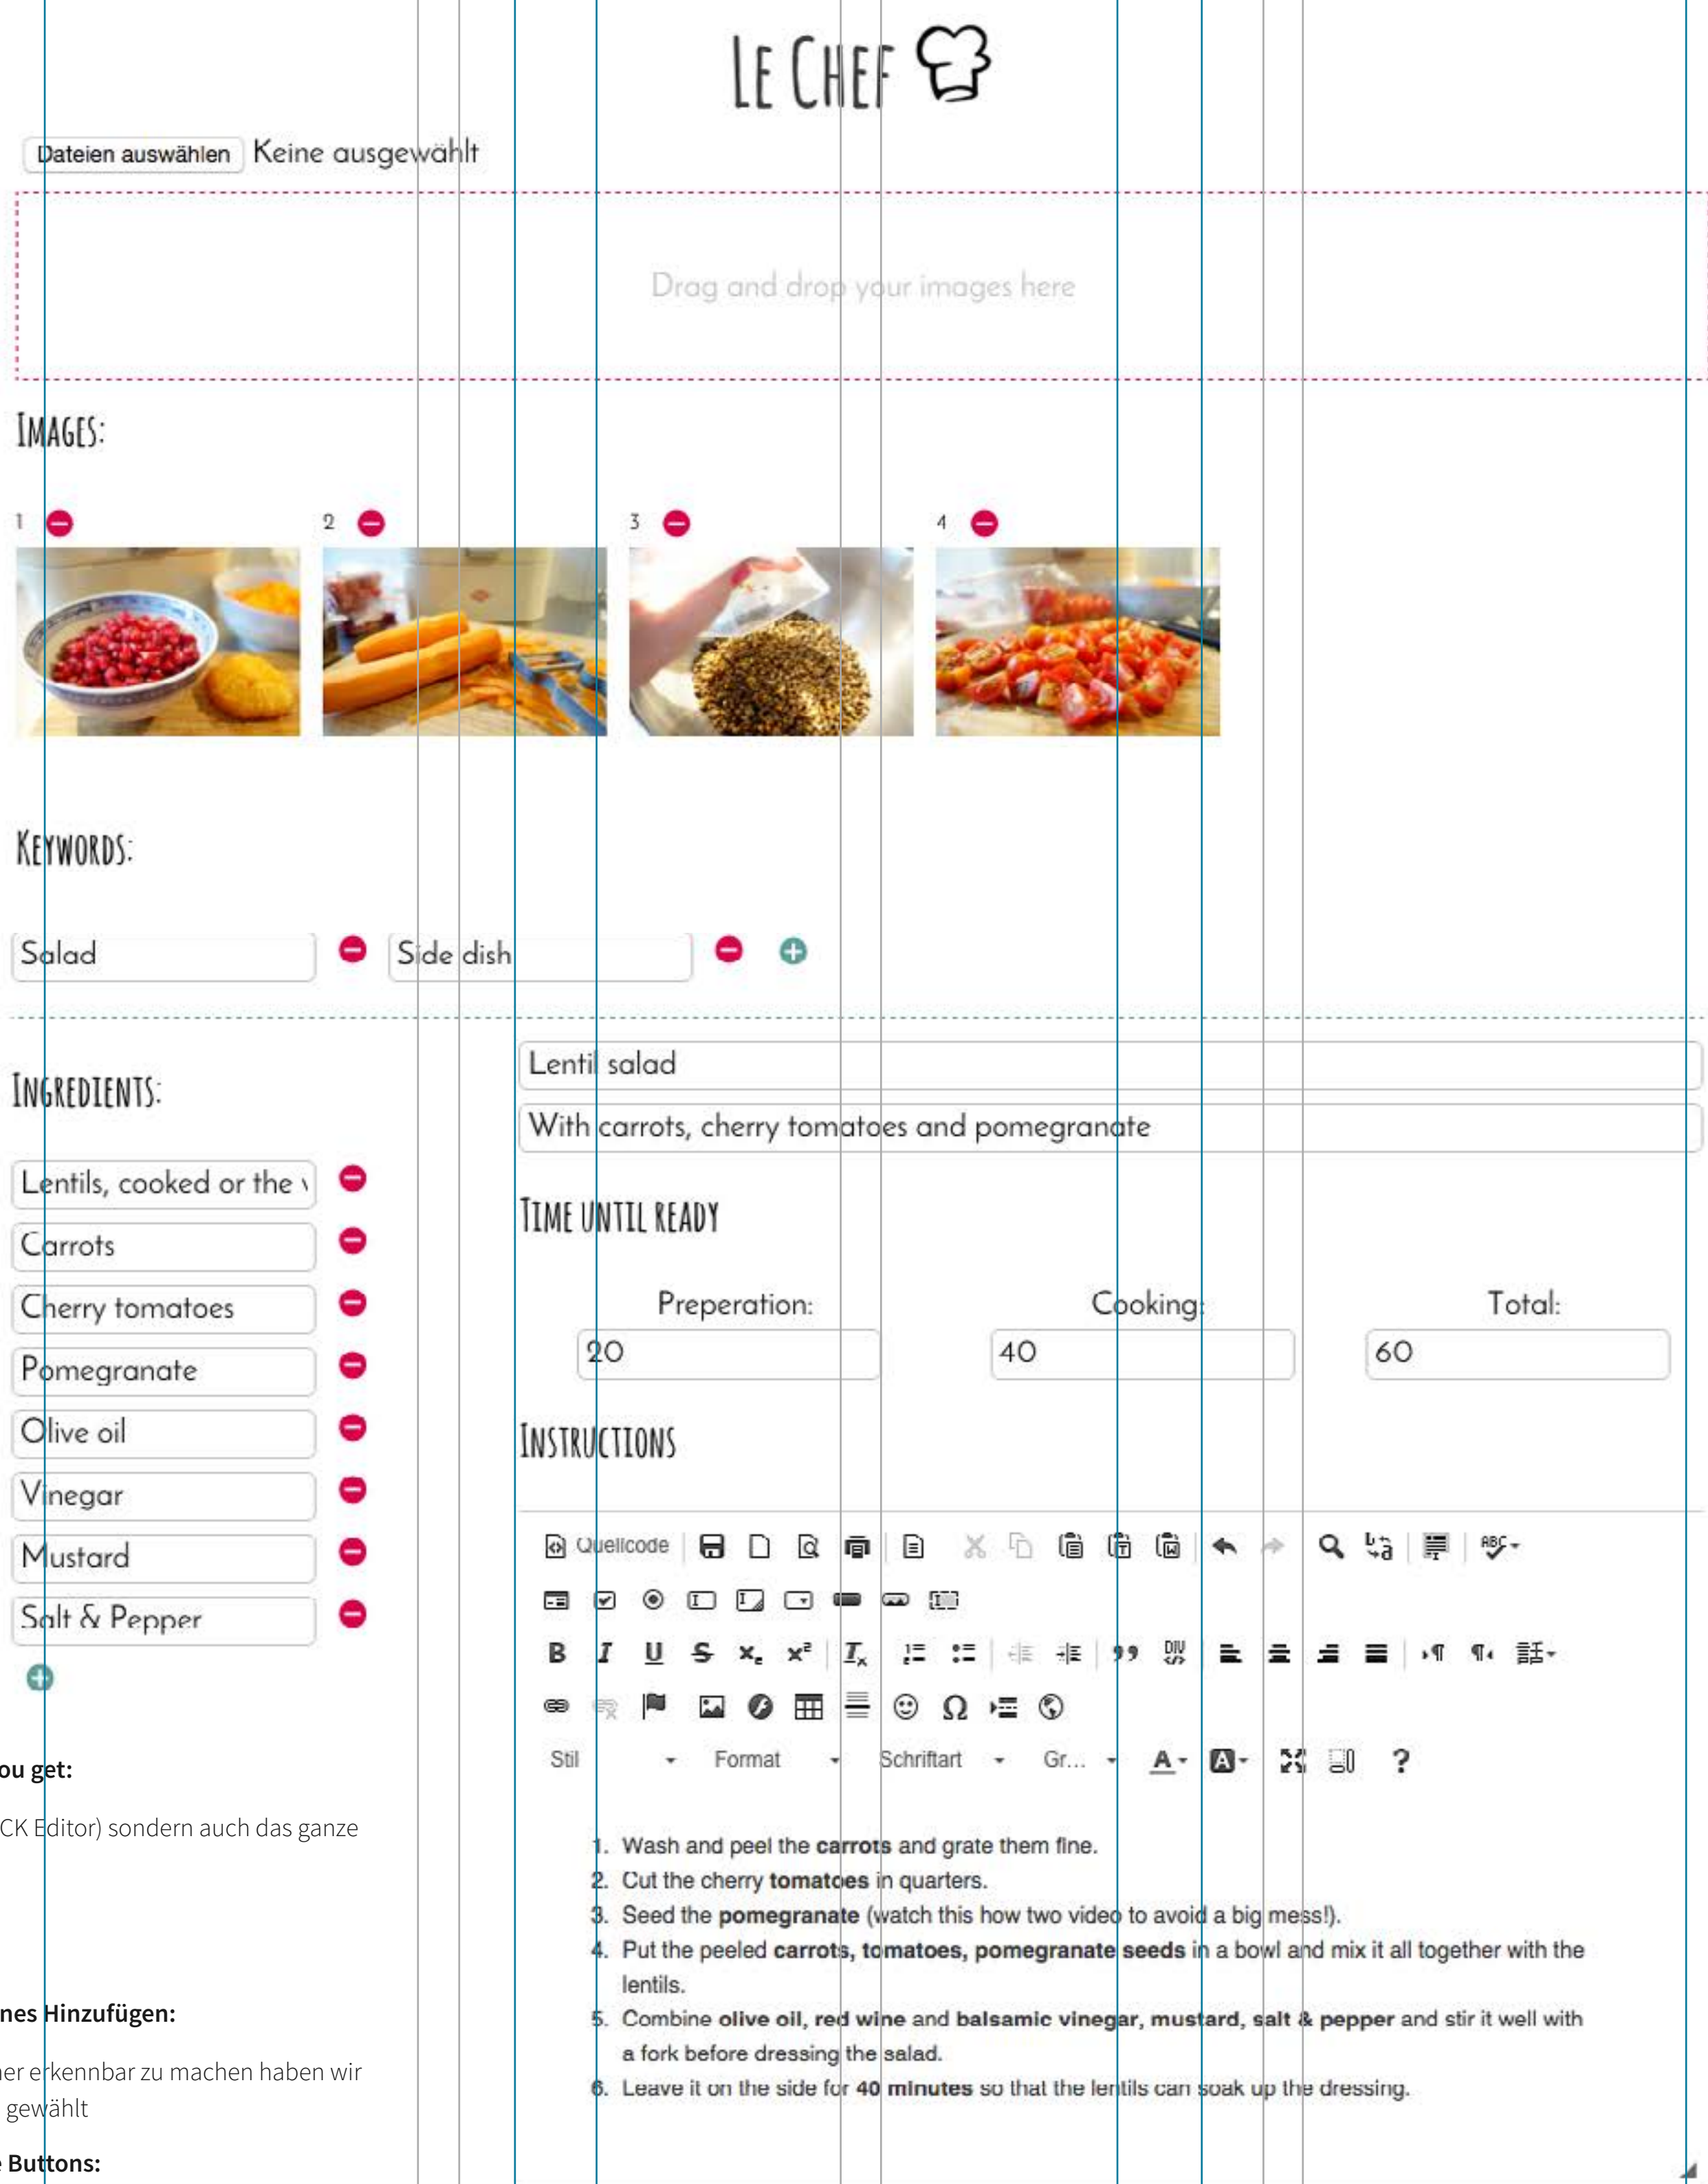 LE CHEF
Dateien auswählen Keine ausgewählt
Drag and drop your images here
IMAGES:
1 2 3 4
KEYWORDS:
Salad Side dish
INGREDIENTS:
Lentils, cooked or the
Carrots
Cherry tomatoes
Pomegranate
Olive oil
Vinegar
Mustard
Salt & Pepper
ou get:
CK Editor) sondern auch das ganze
nes Hinzufügen:
er erkennbar zu machen haben wir
gewählt
Buttons:
Lentil salad
With carrots, cherry tomatoes and pomegranate
TIME UNTIL READY
Preperation: Cooking: Total:
20 40 60
INSTRUCTIONS
Quellcode
Stil Format Schriftart Gr...
1. Wash and peel the carrots and grate them fine.
2. Cut the cherry tomatoes in quarters.
3. Seed the pomegranate (watch this how two video to avoid a big mess!).
4. Put the peeled carrots, tomatoes, pomegranate seeds in a bowl and mix it all together with the
lentils.
5. Combine olive oil, red wine and balsamic vinegar, mustard, salt & pepper and stir it well with
a fork before dressing the salad.
6. Leave it on the side for 40 minutes so that the lentils can soak up the dressing.